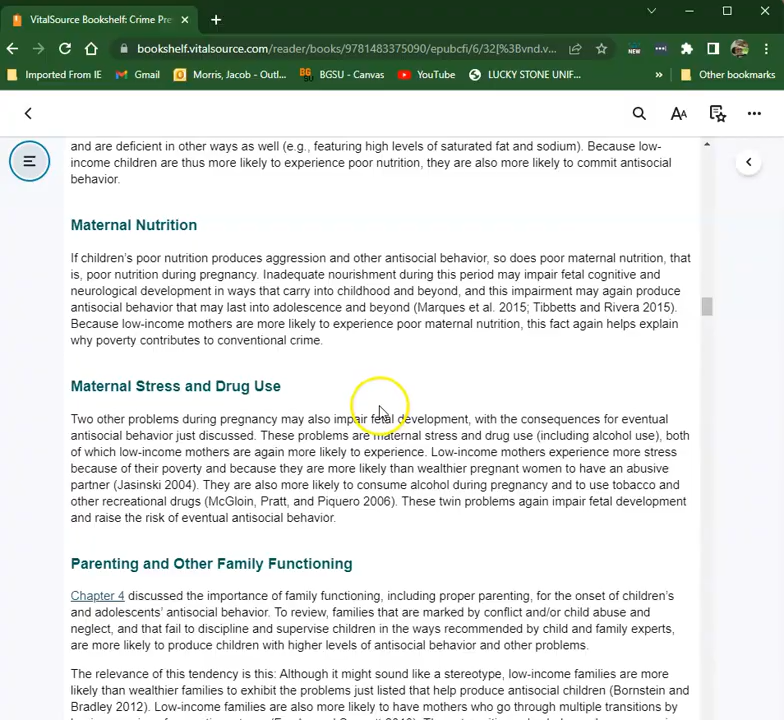 VitalSource Bookshelf: Crime Pre
bookshelf.vitalsource.com/reader/books/9781483375090/epubcfi/6/32[%3Bvnd.v...
NEW
Imported From IE
Gmail
Morris, Jacob - Outl...
BGSU - Canvas
YouTube
LUCKY STONE UNIF...
»
Other bookmarks
AA
and are deficient in other ways as well (e.g., featuring high levels of saturated fat and sodium). Because low-
income children are thus more likely to experience poor nutrition, they are also more likely to commit antisocial
behavior.
Maternal Nutrition
If children's poor nutrition produces aggression and other antisocial behavior, so does poor maternal nutrition, that
is, poor nutrition during pregnancy. Inadequate nourishment during this period may impair fetal cognitive and
neurological development in ways that carry into childhood and beyond, and this impairment may again produce
antisocial behavior that may last into adolescence and beyond (Marques et al. 2015; Tibbetts and Rivera 2015).
Because low-income mothers are more likely to experience poor maternal nutrition, this fact again helps explain
why poverty contributes to conventional crime.
Maternal Stress and Drug Use
Two other problems during pregnancy may also impair fetal development, with the consequences for eventual
antisocial behavior just discussed. These problems are maternal stress and drug use (including alcohol use), both
of which low-income mothers are again more likely to experience. Low-income mothers experience more stress
because of their poverty and because they are more likely than wealthier pregnant women to have an abusive
partner (Jasinski 2004). They are also more likely to consume alcohol during pregnancy and to use tobacco and
other recreational drugs (McGloin, Pratt, and Piquero 2006). These twin problems again impair fetal development
and raise the risk of eventual antisocial behavior.
Parenting and Other Family Functioning
Chapter 4 discussed the importance of family functioning, including proper parenting, for the onset of children's
and adolescents' antisocial behavior. To review, families that are marked by conflict and/or child abuse and
neglect, and that fail to discipline and supervise children in the ways recommended by child and family experts,
are more likely to produce children with higher levels of antisocial behavior and other problems.
The relevance of this tendency is this: Although it might sound like a stereotype, low-income families are more
likely than wealthier families to exhibit the problems just listed that help produce antisocial children (Bornstein and
Bradley 2012). Low-income families are also more likely to have mothers who go through multiple transitions by